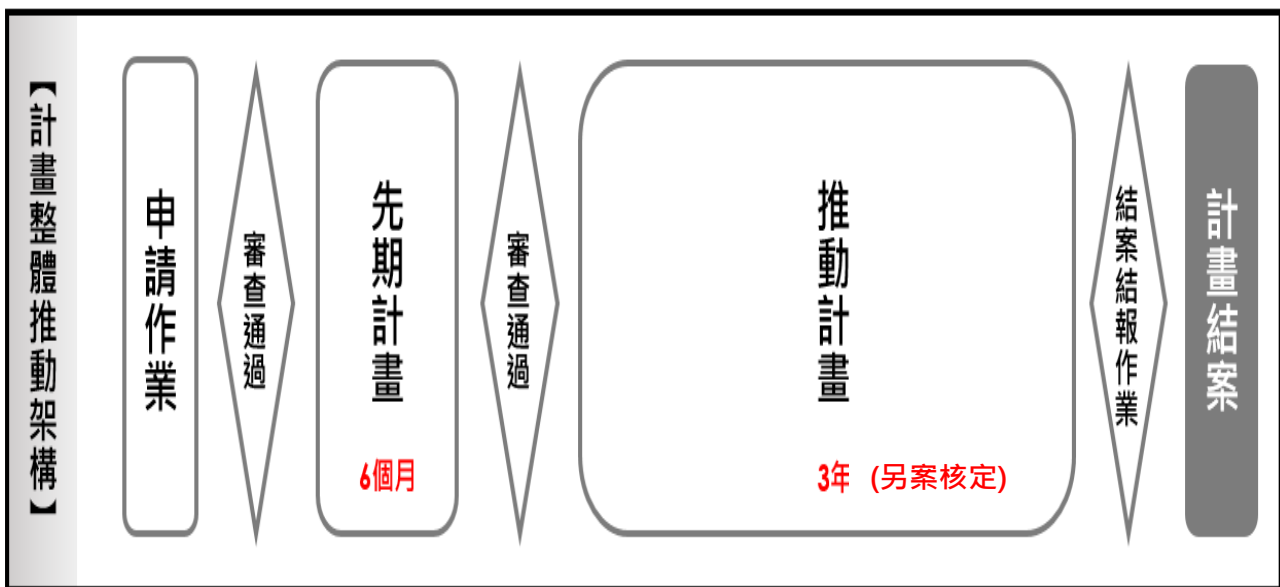 【計畫整體推動架構】
申請作業
審查通過
先期計畫
6個月
審查通過
推動計畫
3年 (另案核定)
結案結報作業
計畫結案